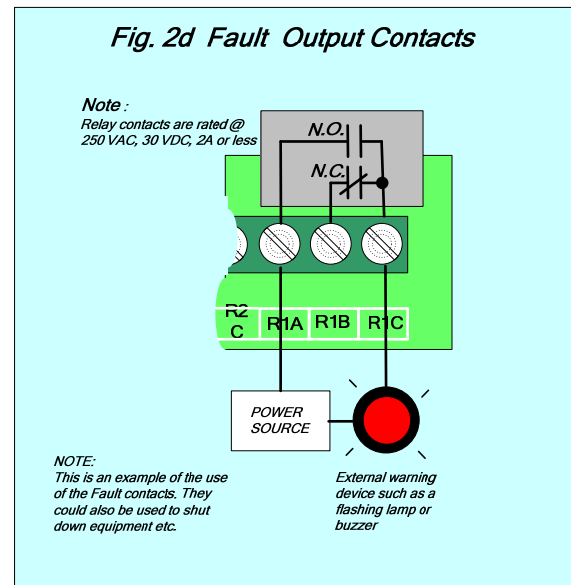 Fig. 2d  Fault  Output Contacts
Note :
Relay contacts are rated @
250 VAC, 30 VDC, 2A or less
N.O.
N.C.
R2
C
R1A
R1B
R1C
POWER
SOURCE
NOTE:
This is an example of the use
of the Fault contacts. They
could also be used to shut
down equipment etc.
External warning
device such as a
flashing lamp or
buzzer